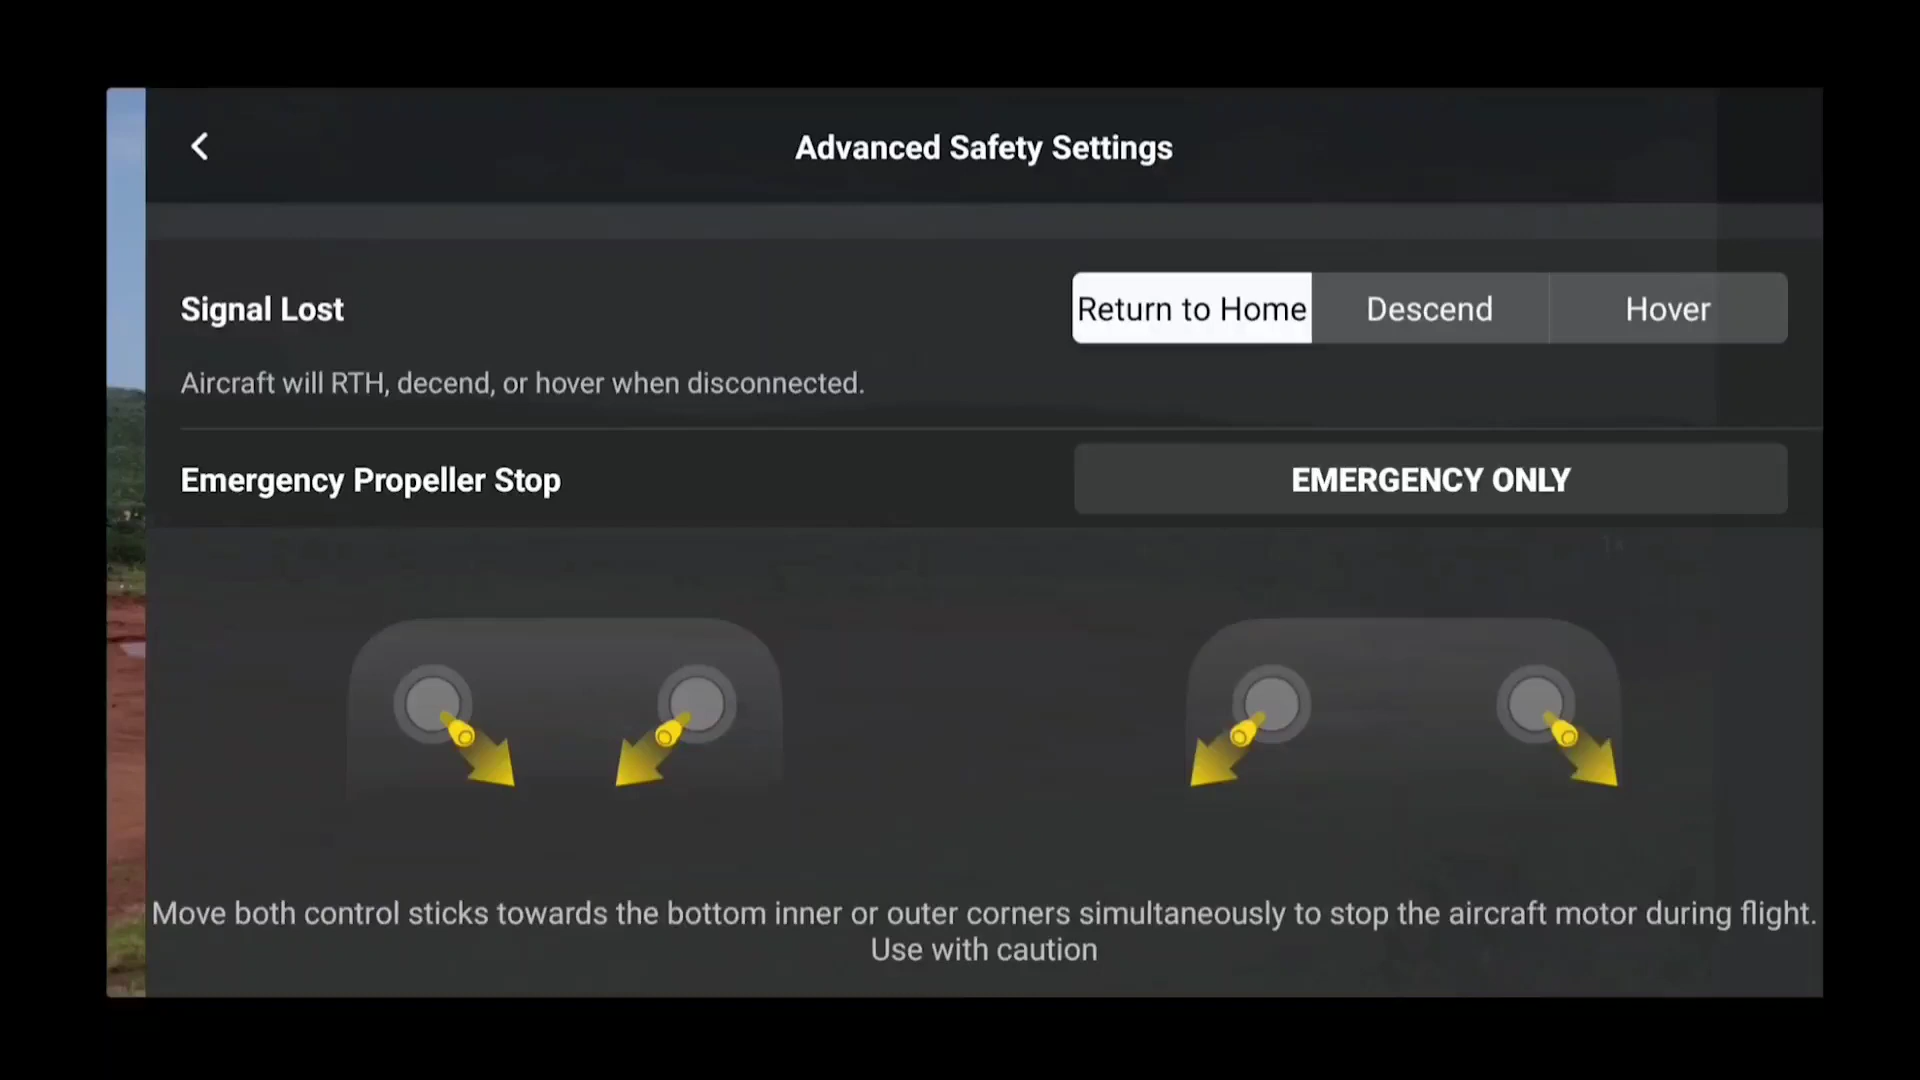 Advanced Safety Settings
Signal Lost
Return to Home
Descend
Hover
Aircraft will RTH, decend, or hover when disconnected.
Emergency Propeller Stop
EMERGENCY ONLY
Move both control sticks towards the bottom inner or outer corners simultaneously to stop the aircraft motor during flight.
Use with caution